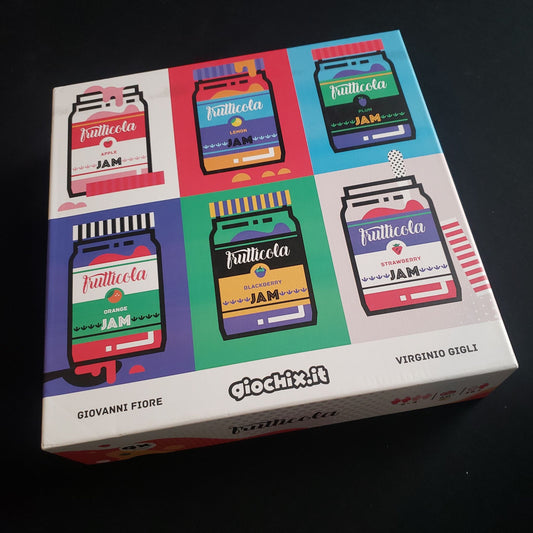 frutticola
APPLE
JAM
frutticola
LEMON
JAM
frutticola
PLUM
JAM
frutticola
ORANGE
JAM
frutticola
BLACKBERRY
JAM
frutticola
STRAWBERRY
JAM
GIOVANNI FIORE
giochix.it
VIRGINIO GIGLI
frutticola